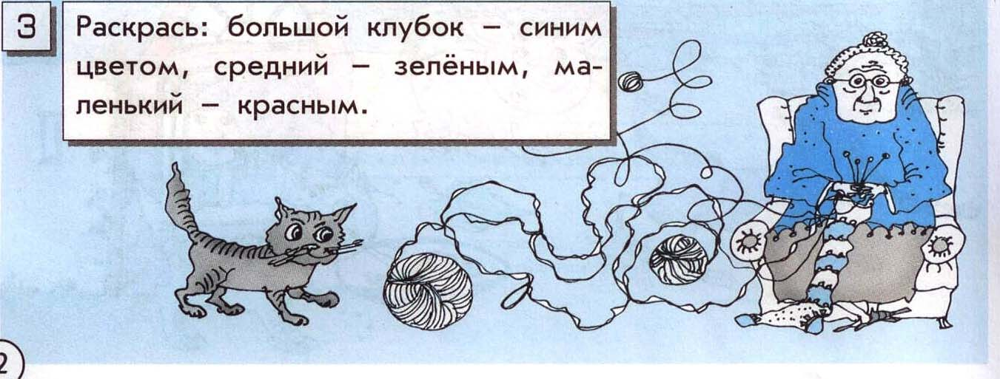 3
Раскрась: большой клубок – синим
цветом, средний – зелёным, ма-
ленький – красным.
2